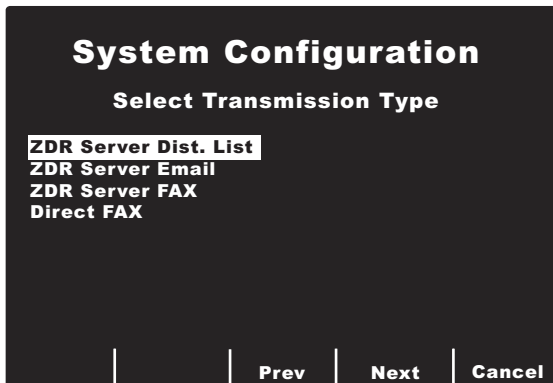 System Configuration
Select Transmission Type
ZDR Server Dist. List
ZDR Server Email
ZDR Server FAX
Direct FAX
Prev Next Cancel